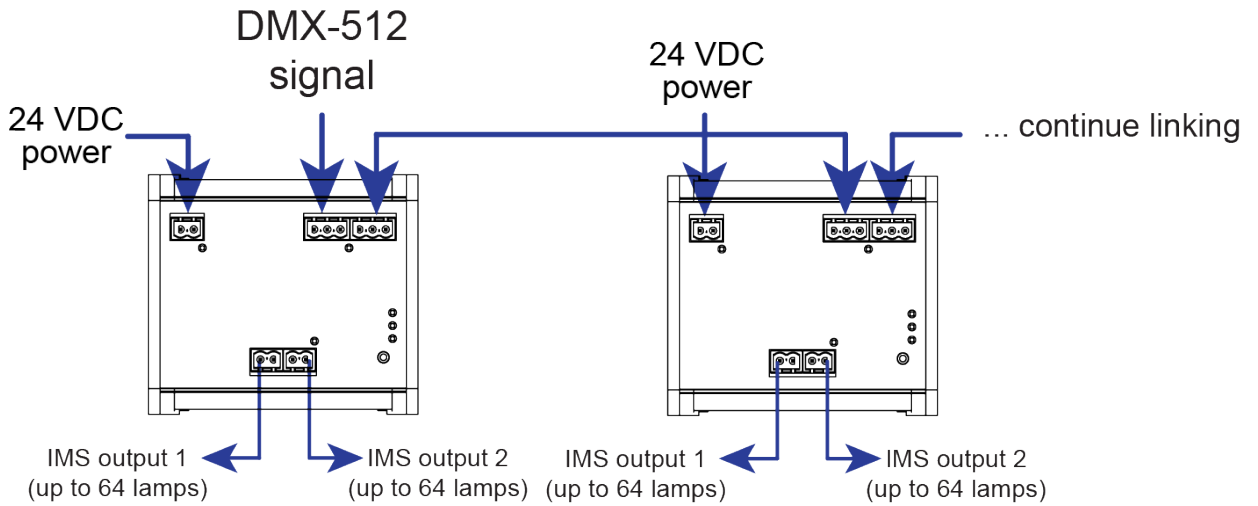 DMX-512
signal
24 VDC
power
24 VDC
power
... continue linking
IMS output 1
(up to 64 lamps)
IMS output 2
(up to 64 lamps)
IMS output 1
(up to 64 lamps)
IMS output 2
(up to 64 lamps)